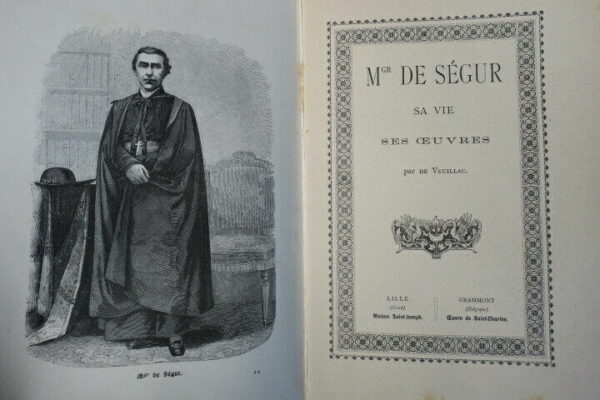 Mgr de Ségur.
MGR DE SÉGUR
SA VIE
SES ŒUVRES
par DE VEUILLAC.
LILLE
(Nord)
Maison Saint-Joseph.
GRAMMONT
(Belgique)
Œuvre de Saint-Charles.